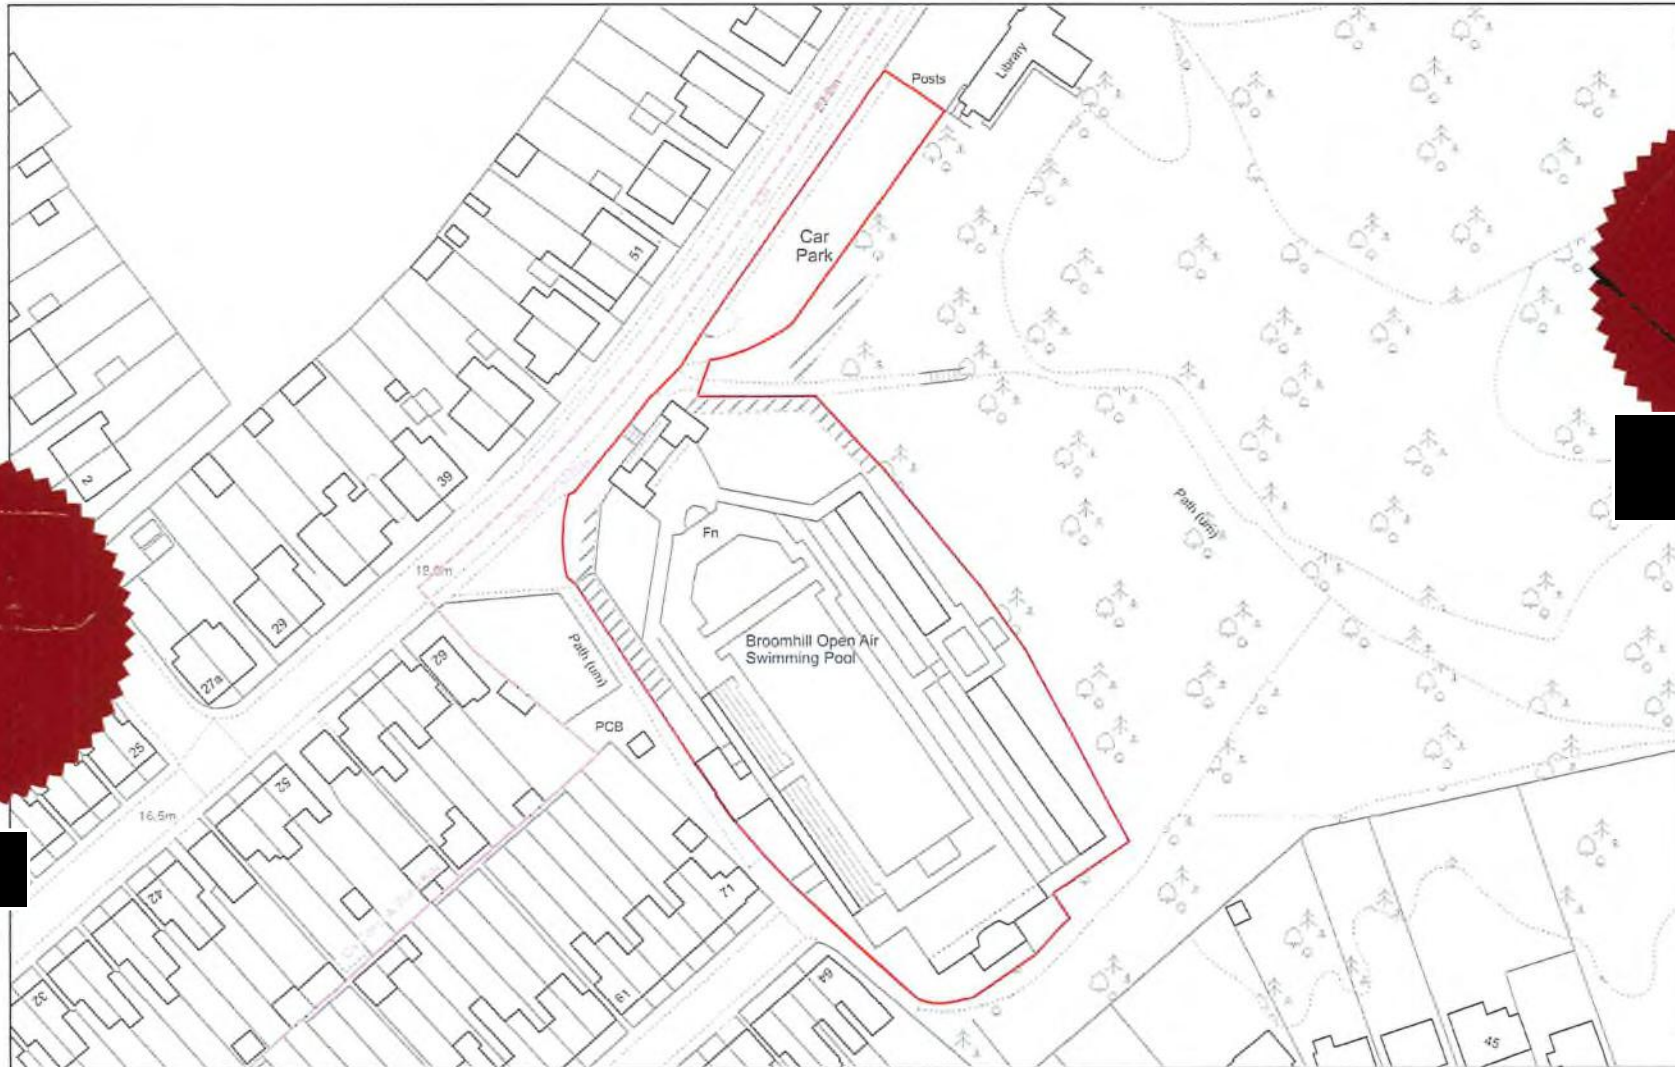 Library
Posts
Car
Park
51
39
2
29
27a
25
18.0m
16.5m
Fn
Broomhill Open Air
Swimming Pool
Path (um)
Path (um)
62
PCB
52
42
32
71
61
64
45